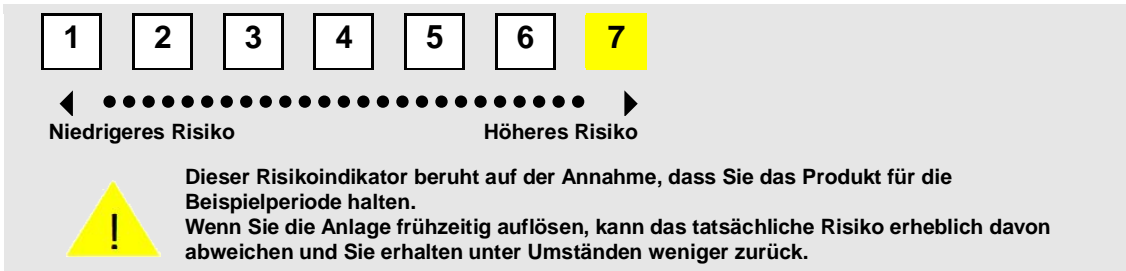 1 2 3 4 5 6 7
Niedrigeres Risiko Höheres Risiko
Dieser Risikoindikator beruht auf der Annahme, dass Sie das Produkt für die
Beispielperiode halten.
Wenn Sie die Anlage frühzeitig auflösen, kann das tatsächliche Risiko erheblich davon
abweichen und Sie erhalten unter Umständen weniger zurück.
!